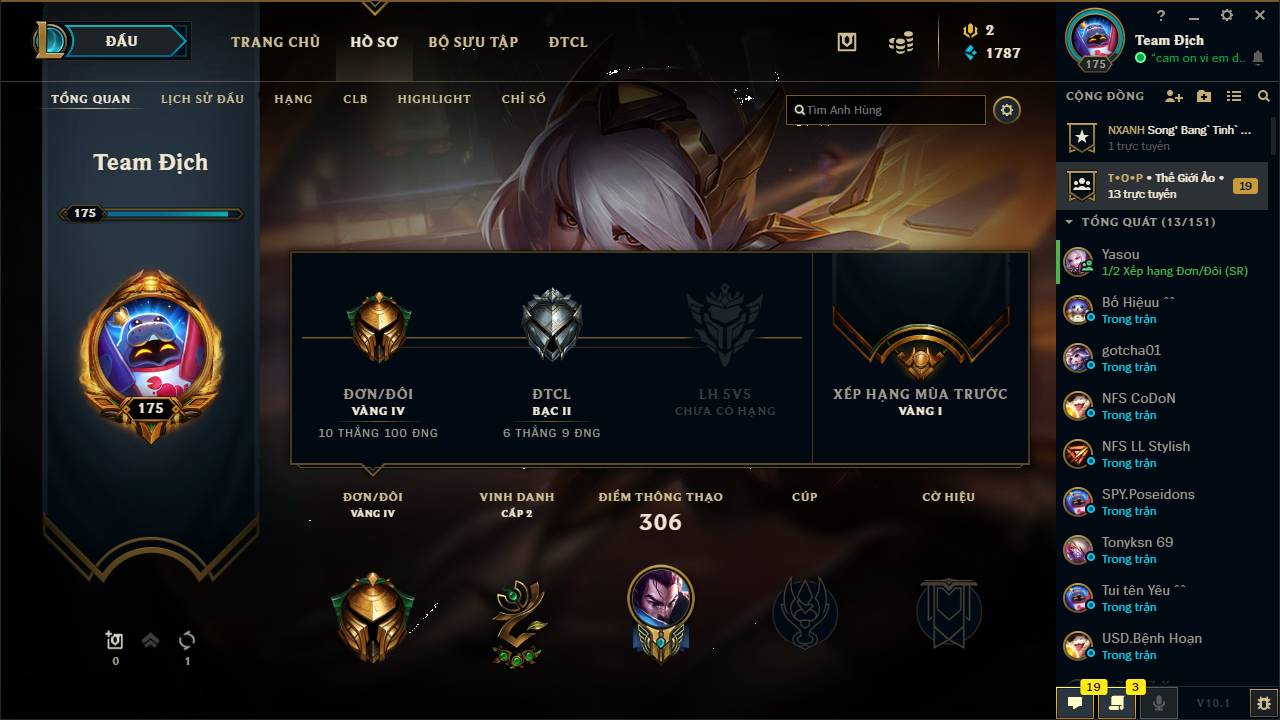 ĐẤU
TRANG CHỦ
HỒ SƠ
BỘ SƯU TẬP
ĐTCL
2
1787
TỔNG QUAN
LỊCH SỬ ĐẤU
HẠNG
CLB
HIGHLIGHT
CHỈ SỐ
Tìm Anh Hùng
Team Địch
175
175
ĐƠN/ĐÔI
VÀNG IV
10 THẮNG 100 ĐNG
ĐTCL
BẠC II
6 THẮNG 9 ĐNG
LH 5V5
CHƯA CÓ HẠNG
XẾP HẠNG MÙA TRƯỚC
VÀNG I
ĐƠN/ĐÔI
VÀNG IV
VINH DANH
CẤP 2
ĐIỂM THÔNG THẠO
306
CÚP
CỜ HIỆU
0
1
?
Team Địch
"cam on vi em d..
175
CỘNG ĐỒNG
NXANH Song* Bang` Tinh` ...
1 trực tuyến
T•O•P • Thế Giới Ảo •
13 trực tuyến
19
TỔNG QUÁT (13/151)
Yasou
1/2 Xếp hạng Đơn/Đôi (SR)
Bố Hiệuu ˆˆ
Trong trận
gotcha01
Trong trận
NFS CoDoN
Trong trận
NFS LL Stylish
Trong trận
SPY.Poseidons
Trong trận
Tonyksn 69
Trong trận
Tui tên Yêu ˆˆ
Trong trận
USD.Bệnh Hoạn
Trong trận
19
3
V10.1